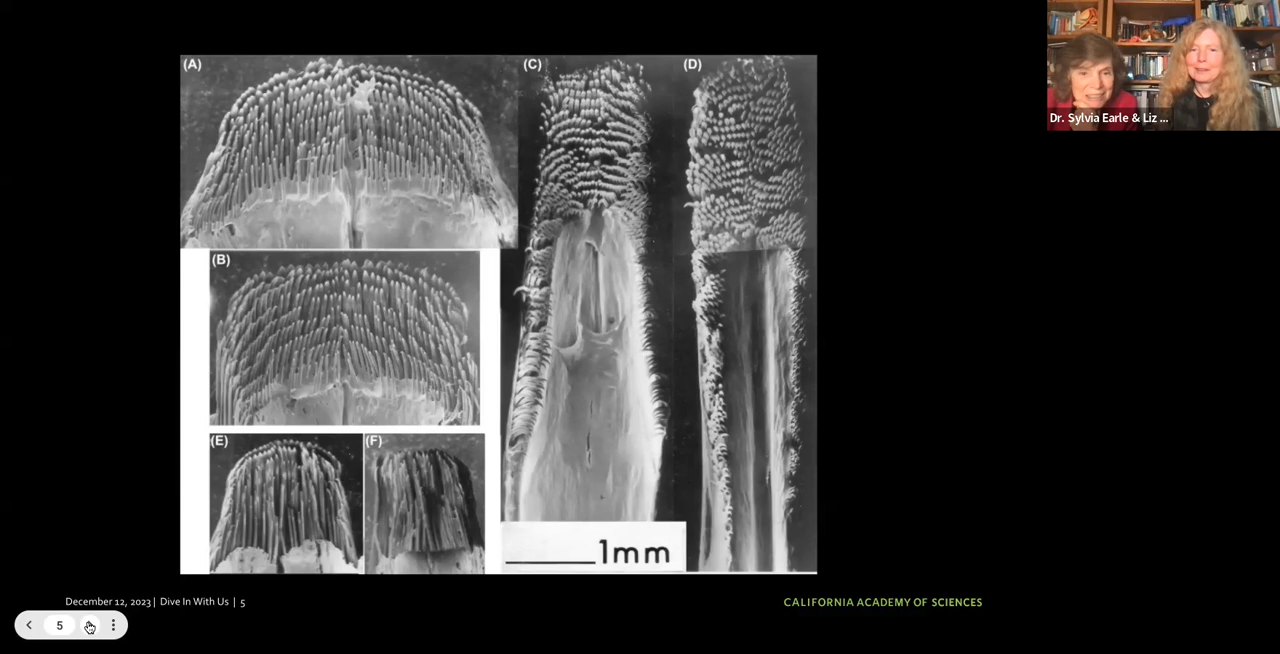 (A)
(C)
(D)
Dr. Sylvia Earle & Liz ...
(B)
(E)
(F)
1mm
December 12, 2023 | Dive In With Us | 5
CALIFORNIA ACADEMY OF SCIENCES
5